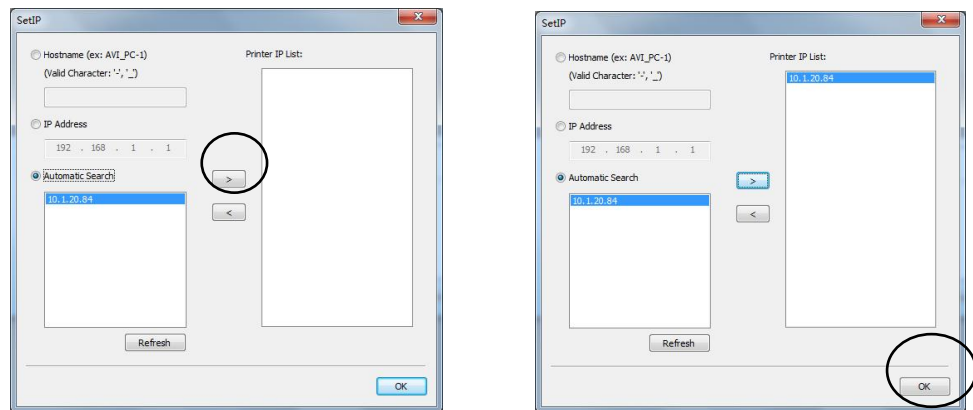 SetIP
Hostname (ex: AVI_PC-1)
(Valid Character: '-', '_')
IP Address
192 . 168 . 1 . 1
Automatic Search
10.1.20.84
Refresh
>
<
Printer IP List:
OK
SetIP
Hostname (ex: AVI_PC-1)
(Valid Character: '-', '_')
IP Address
192 . 168 . 1 . 1
Automatic Search
10.1.20.84
Refresh
>
<
Printer IP List:
10.1.20.84
OK